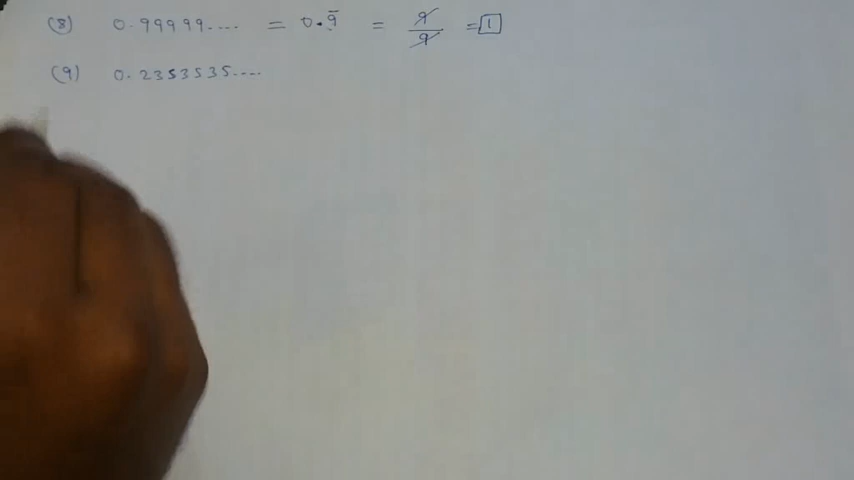 (8) 0.99999.... = 0.9̅ = 9/9 = 1
(9) 0.2353535....